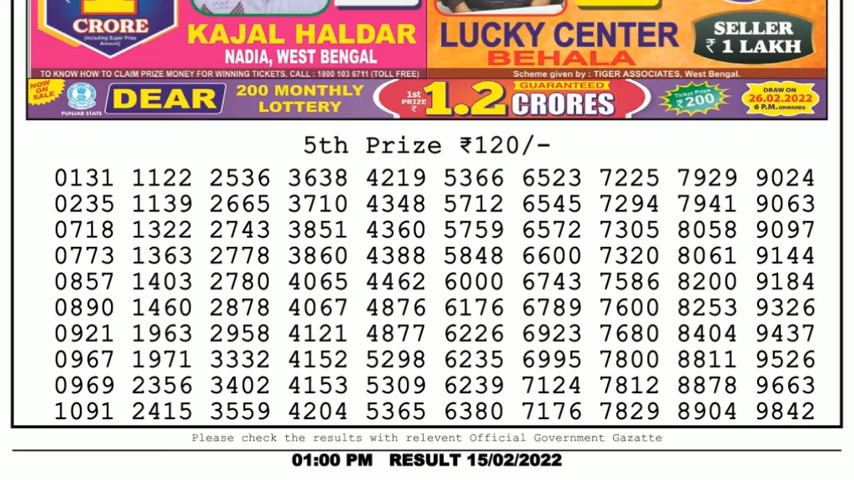 1
CRORE
(Including Super Prize Amount)
KAJAL HALDAR
NADIA, WEST BENGAL
LUCKY CENTER
BEHALA
SELLER
₹ 1 LAKH
TO KNOW HOW TO CLAIM PRIZE MONEY FOR WINNING TICKETS, CALL : 1800 103 6711 (TOLL FREE)
Scheme given by : TIGER ASSOCIATES, West Bengal.
NOW ON SALE
PUNJAB STATE
DEAR
200 MONTHLY
LOTTERY
1st PRIZE ₹
1.2
GUARANTEED
CRORES
Ticket Price
₹200
DRAW ON
26.02.2022
6 P.M. ONWARDS
5th Prize ₹120/-
0131 1122 2536 3638 4219 5366 6523 7225 7929 9024
0235 1139 2665 3710 4348 5712 6545 7294 7941 9063
0718 1322 2743 3851 4360 5759 6572 7305 8058 9097
0773 1363 2778 3860 4388 5848 6600 7320 8061 9144
0857 1403 2780 4065 4462 6000 6743 7586 8200 9184
0890 1460 2878 4067 4876 6176 6789 7600 8253 9326
0921 1963 2958 4121 4877 6226 6923 7680 8404 9437
0967 1971 3332 4152 5298 6235 6995 7800 8811 9526
0969 2356 3402 4153 5309 6239 7124 7812 8878 9663
1091 2415 3559 4204 5365 6380 7176 7829 8904 9842
Please check the results with relevent Official Government Gazatte
01:00 PM RESULT 15/02/2022